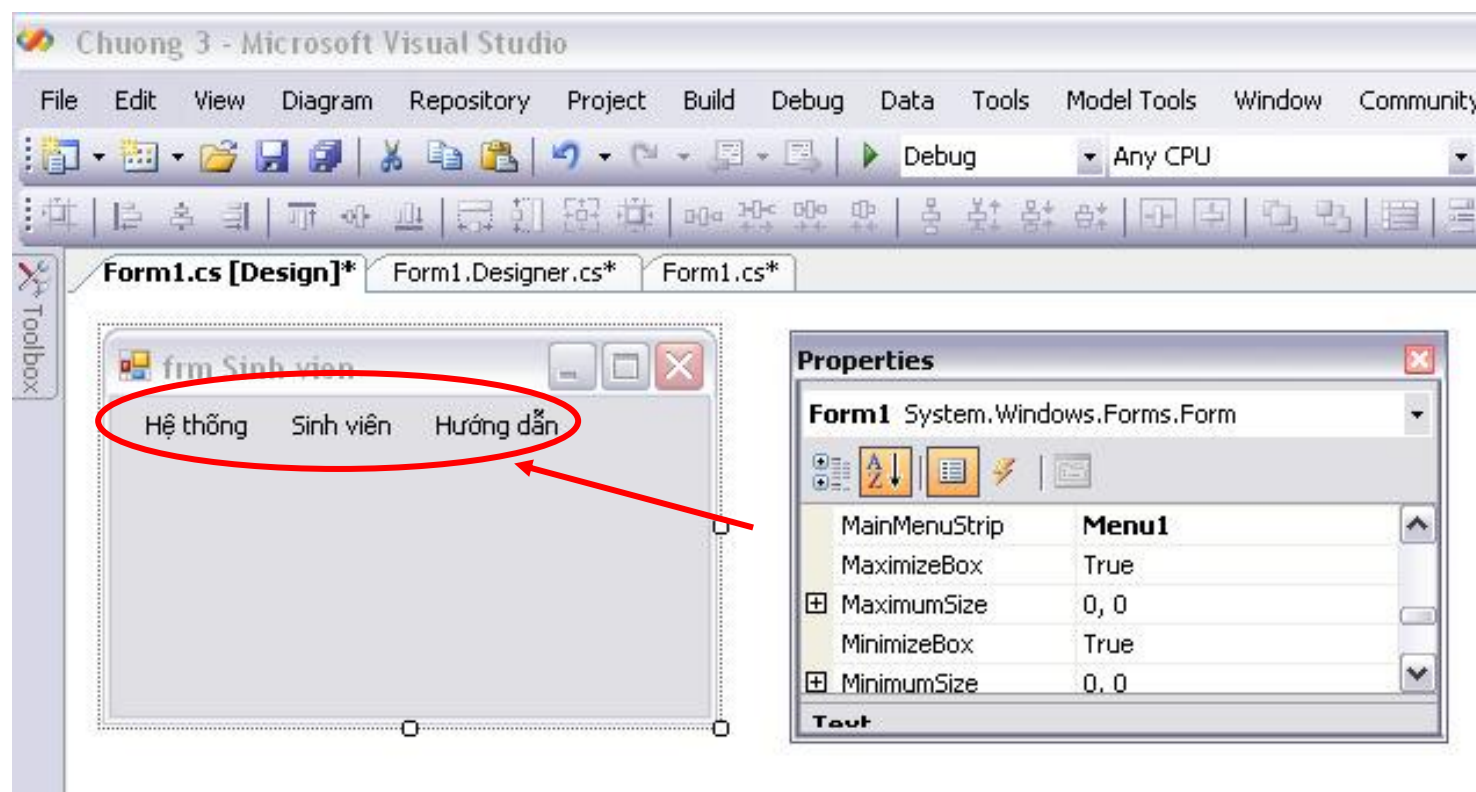 Chuong 3 - Microsoft Visual Studio
File Edit View Diagram Repository Project Build Debug Data Tools Model Tools Window Community
Debug Any CPU
Toolbox
Form1.cs [Design]* Form1.Designer.cs* Form1.cs*
frm Sinh vien
Hệ thống Sinh viên Hướng dẫn
Properties
Form1 System.Windows.Forms.Form
MainMenuStrip Menu1
MaximizeBox True
MaximumSize 0, 0
MinimizeBox True
MinimumSize 0, 0
Text